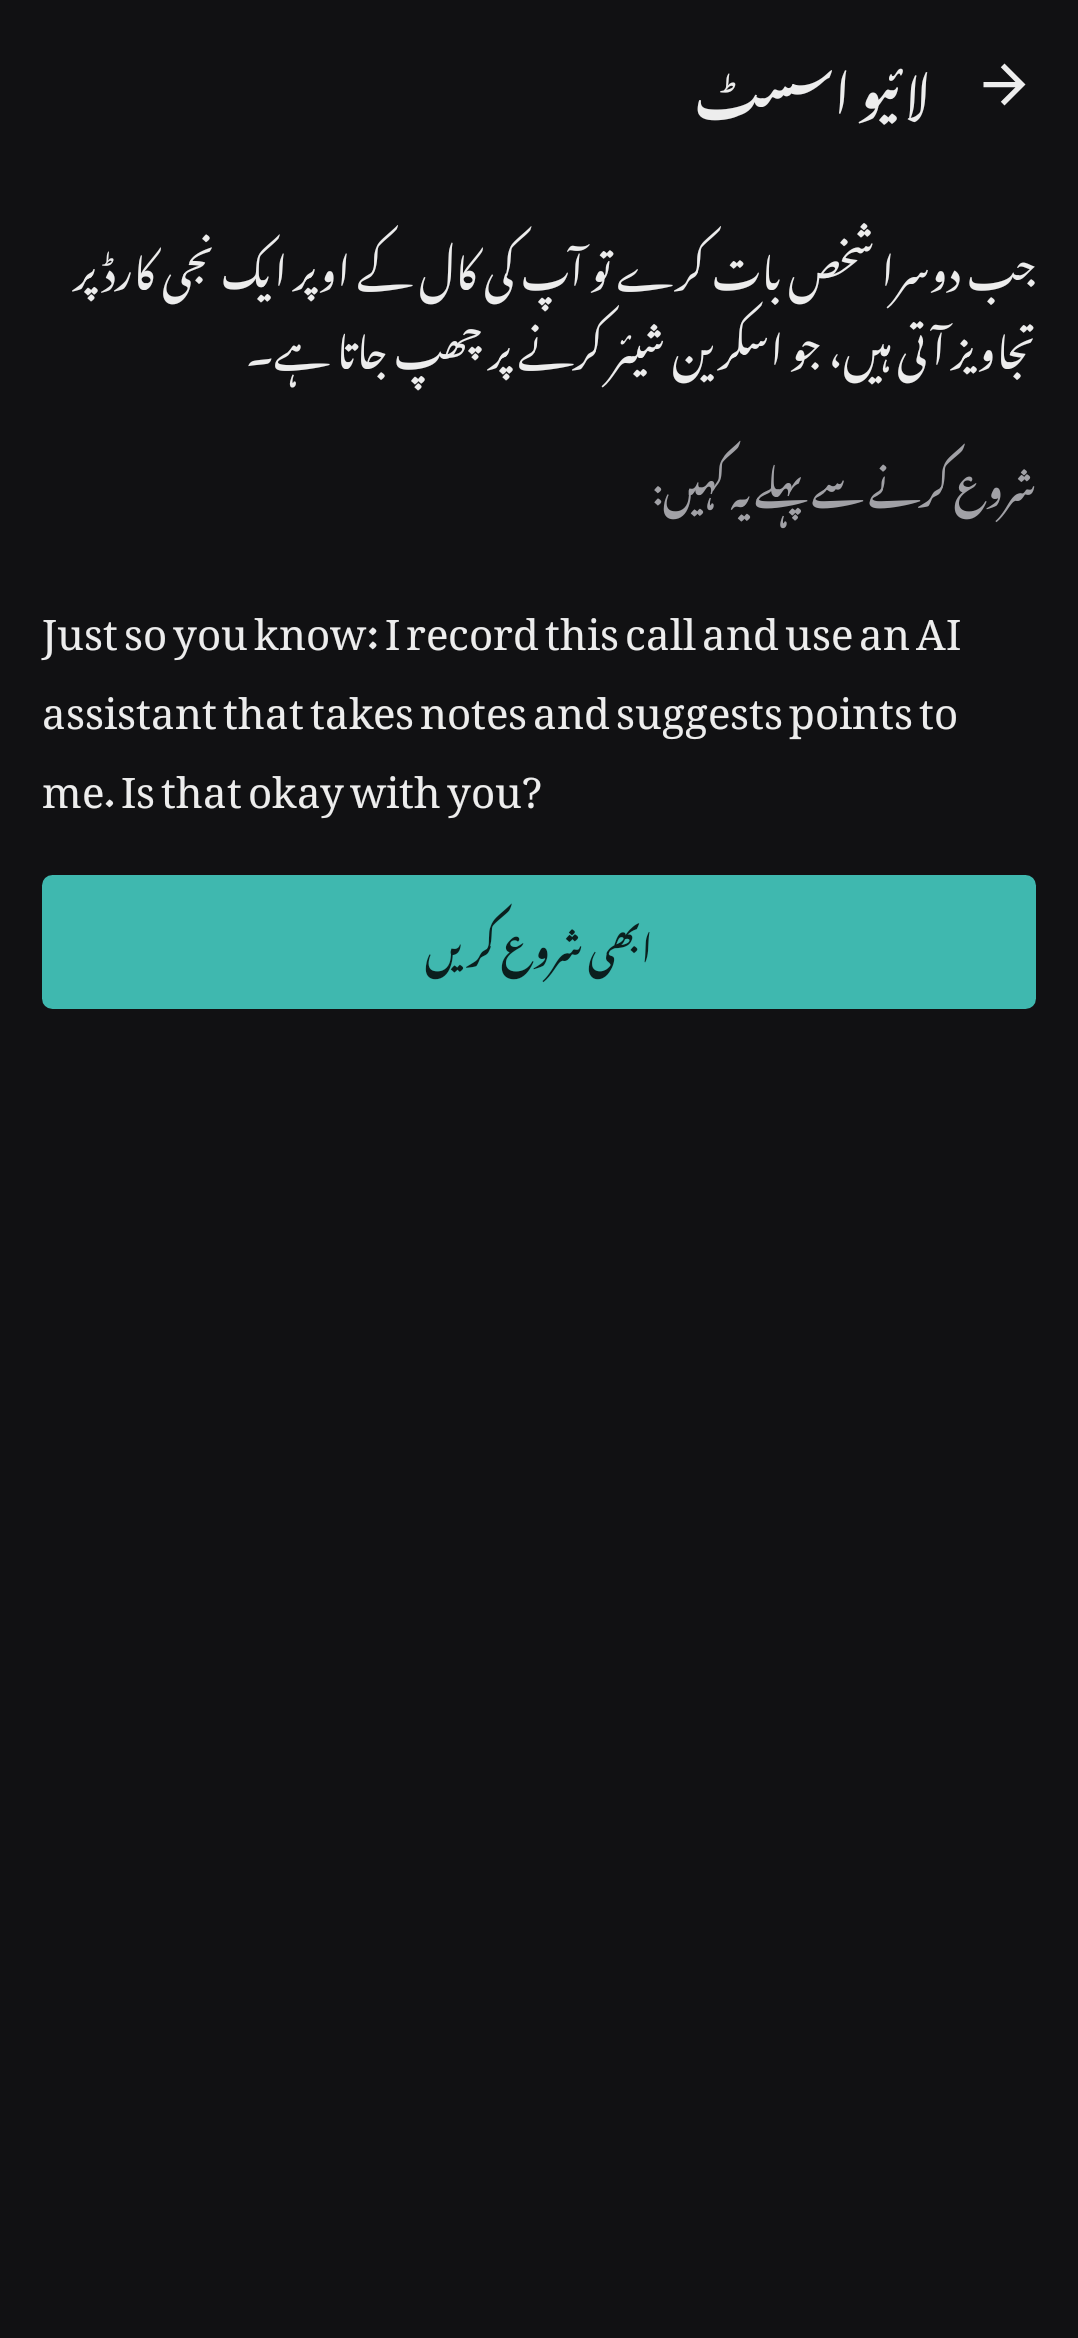 لائیو اسسٹ
جب دوسرا شخص بات کرے تو آپ کی کال کے اوپر ایک نجی کارڈ پر
تجاویز آتی ہیں، جو اسکرین شیئر کرنے پر چھپ جاتا ہے۔
شروع کرنے سے پہلے یہ کہیں:
Just so you know: I record this call and use an AI
assistant that takes notes and suggests points to
me. Is that okay with you?
ابھی شروع کریں